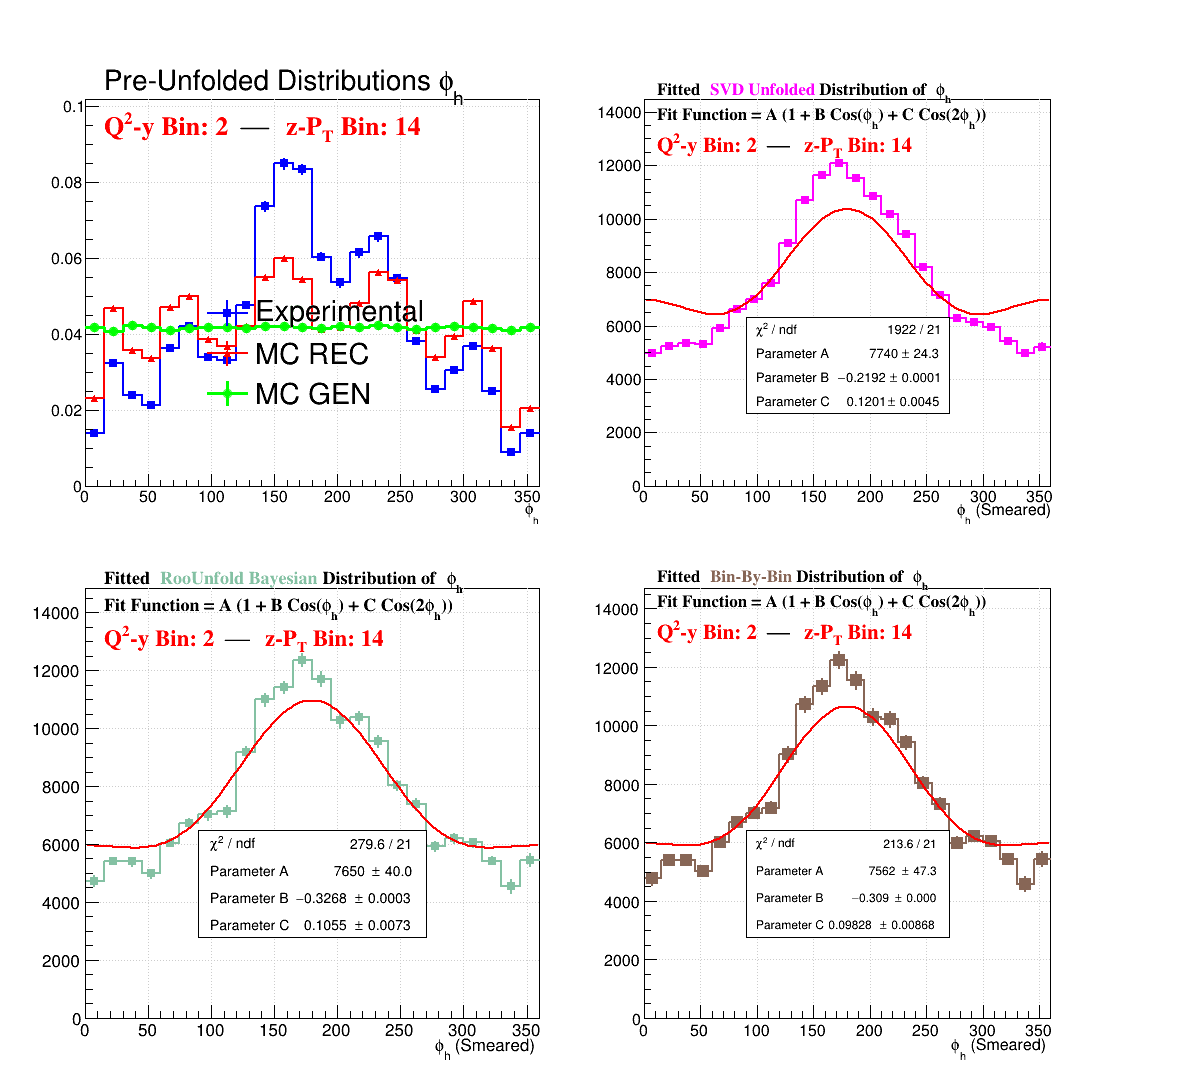 Pre-Unfolded Distributions ϕh
Q²-y Bin: 2 — z-PT Bin: 14
0.1
0.08
0.06
0.04
0.02
0
Experimental
MC REC
MC GEN
0 50 100 150 200 250 300 350
ϕh
Fitted SVD Unfolded Distribution of ϕh
Fit Function = A (1 + B Cos(ϕh) + C Cos(2ϕh))
Q²-y Bin: 2 — z-PT Bin: 14
14000
12000
10000
8000
6000
4000
2000
0
χ² / ndf 1922 / 21
Parameter A 7740 ± 24.3
Parameter B −0.2192 ± 0.0001
Parameter C 0.1201 ± 0.0045
0 50 100 150 200 250 300 350
ϕh (Smeared)
Fitted RooUnfold Bayesian Distribution of ϕh
Fit Function = A (1 + B Cos(ϕh) + C Cos(2ϕh))
Q²-y Bin: 2 — z-PT Bin: 14
14000
12000
10000
8000
6000
4000
2000
0
χ² / ndf 279.6 / 21
Parameter A 7650 ± 40.0
Parameter B −0.3268 ± 0.0003
Parameter C 0.1055 ± 0.0073
0 50 100 150 200 250 300 350
ϕh (Smeared)
Fitted Bin-By-Bin Distribution of ϕh
Fit Function = A (1 + B Cos(ϕh) + C Cos(2ϕh))
Q²-y Bin: 2 — z-PT Bin: 14
14000
12000
10000
8000
6000
4000
2000
0
χ² / ndf 213.6 / 21
Parameter A 7562 ± 47.3
Parameter B −0.309 ± 0.000
Parameter C 0.09828 ± 0.00868
0 50 100 150 200 250 300 350
ϕh (Smeared)